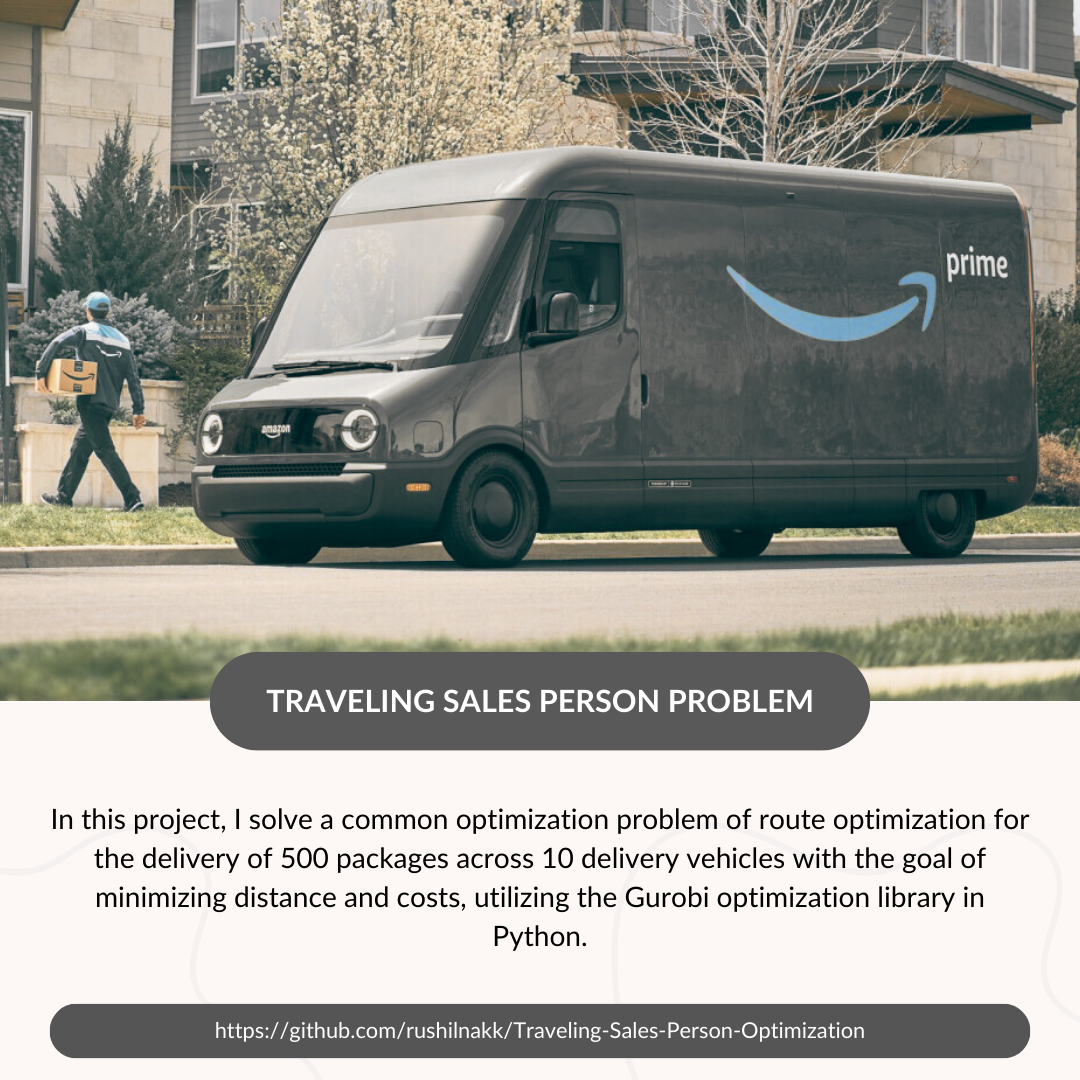 prime
amazon
TRAVELING SALES PERSON PROBLEM
In this project, I solve a common optimization problem of route optimization for
the delivery of 500 packages across 10 delivery vehicles with the goal of
minimizing distance and costs, utilizing the Gurobi optimization library in
Python.
https://github.com/rushilnakk/Traveling-Sales-Person-Optimization